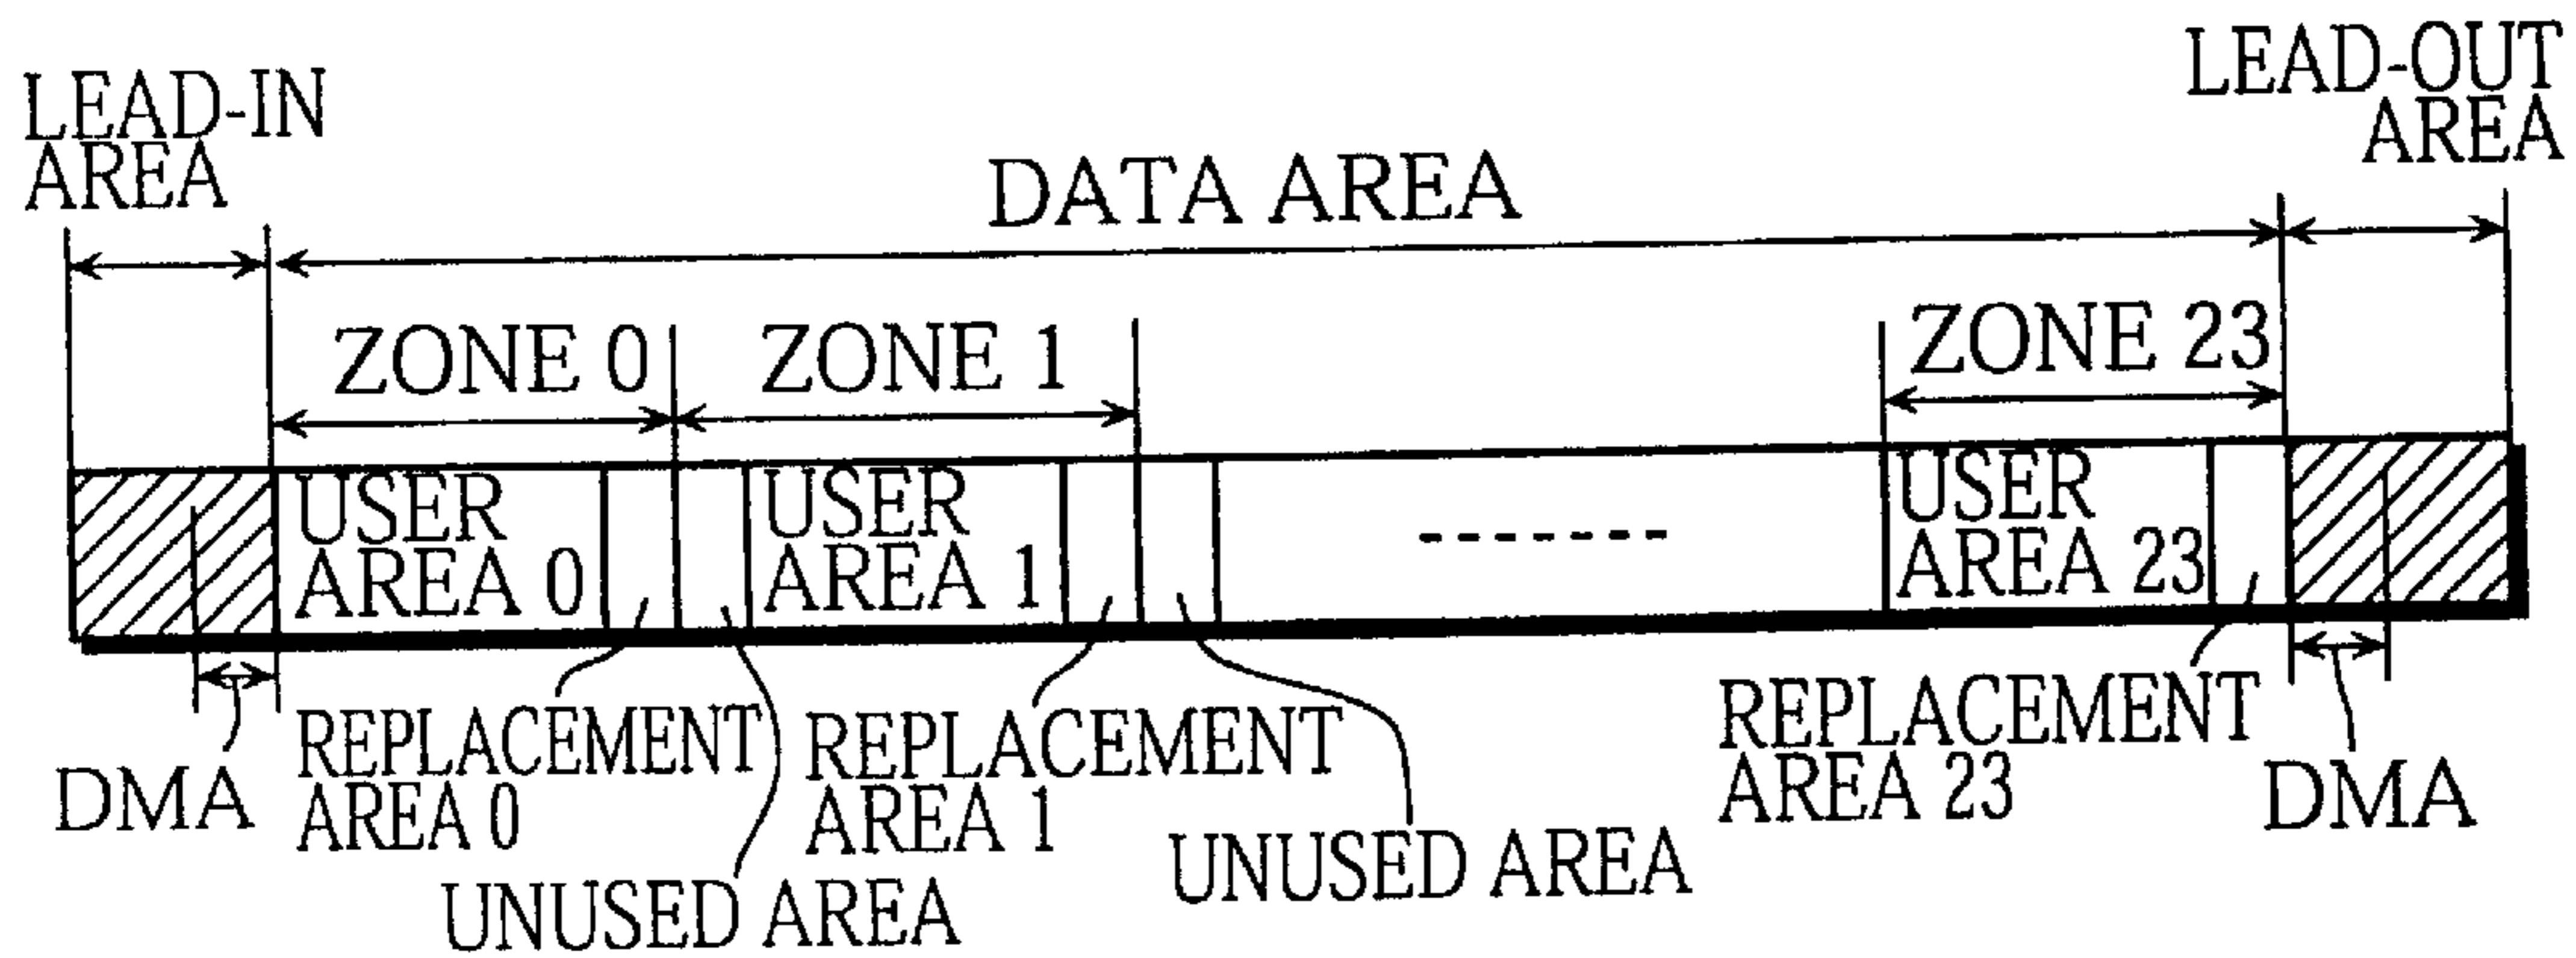 LEAD-IN
AREA
DATA AREA
LEAD-OUT
AREA
ZONE 0
ZONE 1
ZONE 23
USER
AREA 0
USER
AREA 1
USER
AREA 23
DMA
REPLACEMENT
AREA 0
UNUSED AREA
REPLACEMENT
AREA 1
UNUSED AREA
REPLACEMENT
AREA 23
DMA